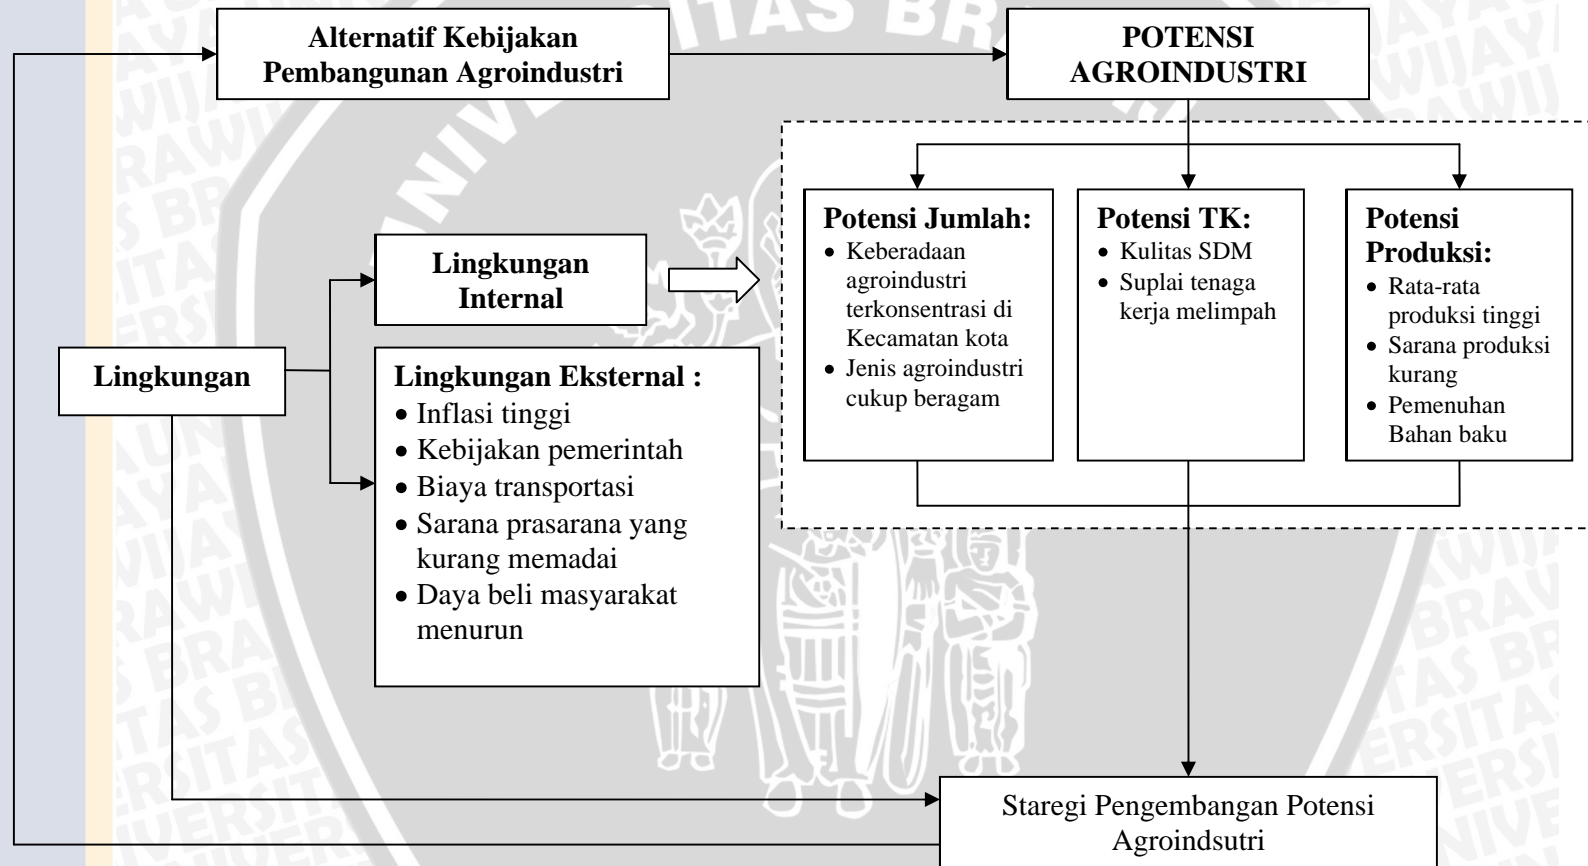 Alternatif Kebijakan
Pembangunan Agroindustri
POTENSI
AGROINDUSTRI
Potensi Jumlah:
• Keberadaan
agroindustri
terkonsentrasi di
Kecamatan kota
• Jenis agroindustri
cukup beragam
Potensi TK:
• Kulitas SDM
• Suplai tenaga
kerja melimpah
Potensi
Produksi:
• Rata-rata
produksi tinggi
• Sarana produksi
kurang
• Pemenuhan
Bahan baku
Lingkungan
Internal
Lingkungan
Lingkungan Eksternal :
• Inflasi tinggi
• Kebijakan pemerintah
• Biaya transportasi
• Sarana prasarana yang
kurang memadai
• Daya beli masyarakat
menurun
Staregi Pengembangan Potensi
Agroindsutri